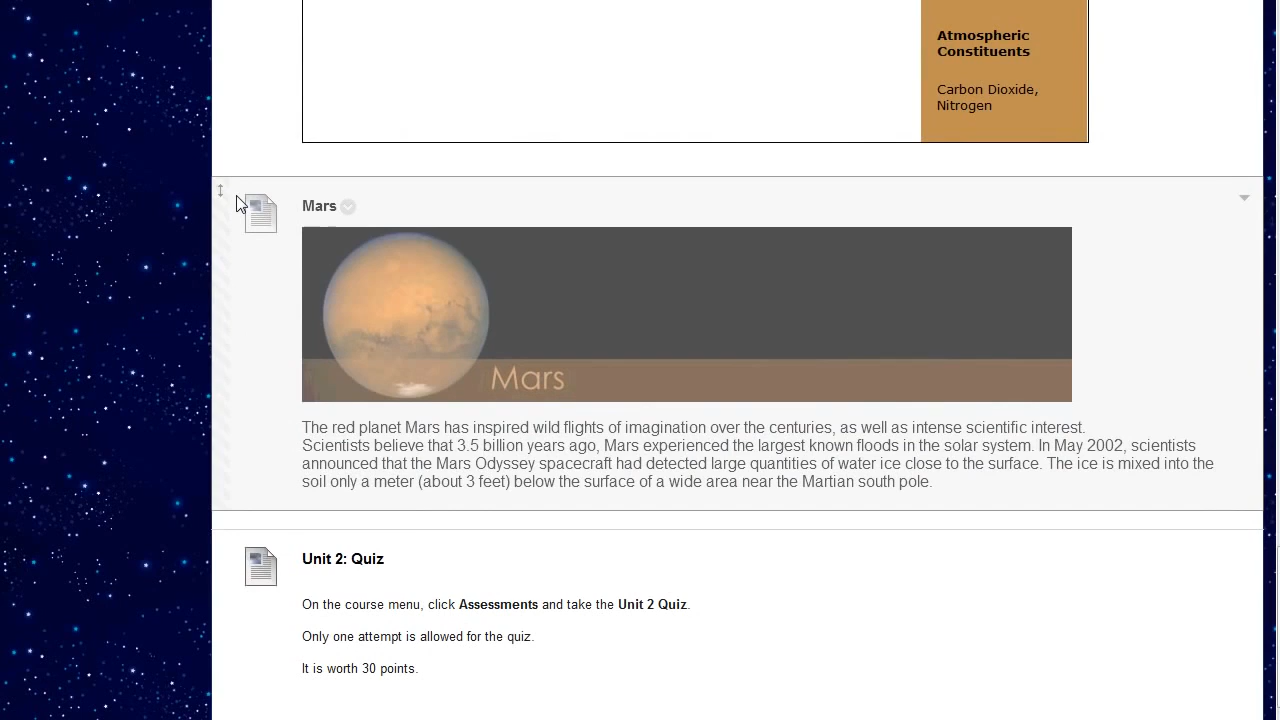 Atmospheric
Constituents
Carbon Dioxide,
Nitrogen
Mars
Mars
The red planet Mars has inspired wild flights of imagination over the centuries, as well as intense scientific interest.
Scientists believe that 3.5 billion years ago, Mars experienced the largest known floods in the solar system. In May 2002, scientists
announced that the Mars Odyssey spacecraft had detected large quantities of water ice close to the surface. The ice is mixed into the
soil only a meter (about 3 feet) below the surface of a wide area near the Martian south pole.
Unit 2: Quiz
On the course menu, click Assessments and take the Unit 2 Quiz.
Only one attempt is allowed for the quiz.
It is worth 30 points.